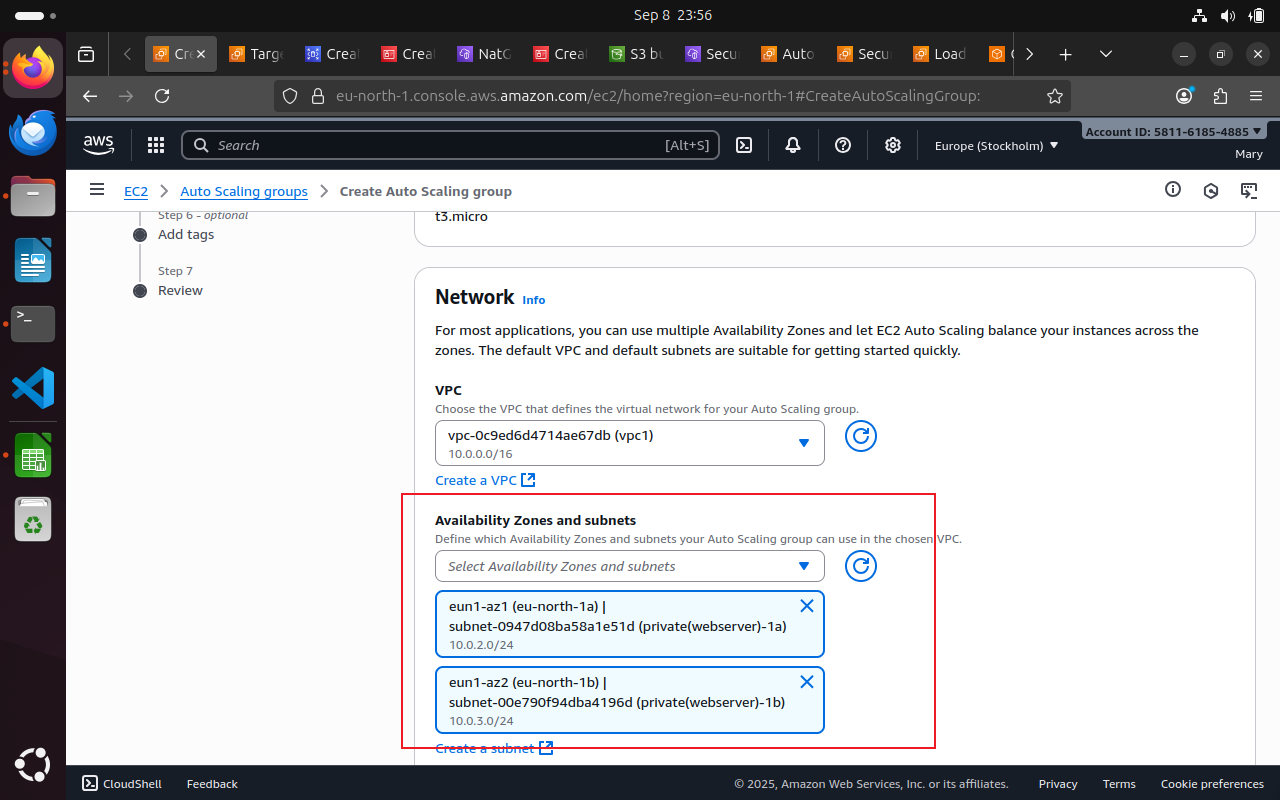 Sep 8 23:56
Cre
Targe
Creat
Creat
NatG
Creat
S3 bu
Secur
Auto
Secur
Load
eu-north-1.console.aws.amazon.com/ec2/home?region=eu-north-1#CreateAutoScalingGroup:
aws
Search
[Alt+S]
Europe (Stockholm)
Account ID: 5811-6185-4885
Mary
EC2
Auto Scaling groups
Create Auto Scaling group
Step 6 - optional
Add tags
Step 7
Review
t3.micro
Network Info
For most applications, you can use multiple Availability Zones and let EC2 Auto Scaling balance your instances across the
zones. The default VPC and default subnets are suitable for getting started quickly.
VPC
Choose the VPC that defines the virtual network for your Auto Scaling group.
vpc-0c9ed6d4714ae67db (vpc1)
10.0.0.0/16
Create a VPC
Availability Zones and subnets
Define which Availability Zones and subnets your Auto Scaling group can use in the chosen VPC.
Select Availability Zones and subnets
eun1-az1 (eu-north-1a) |
subnet-0947d08ba58a1e51d (private(webserver)-1a)
10.0.2.0/24
eun1-az2 (eu-north-1b) |
subnet-00e790f94dba4196d (private(webserver)-1b)
10.0.3.0/24
Create a subnet
CloudShell
Feedback
© 2025, Amazon Web Services, Inc. or its affiliates.
Privacy
Terms
Cookie preferences